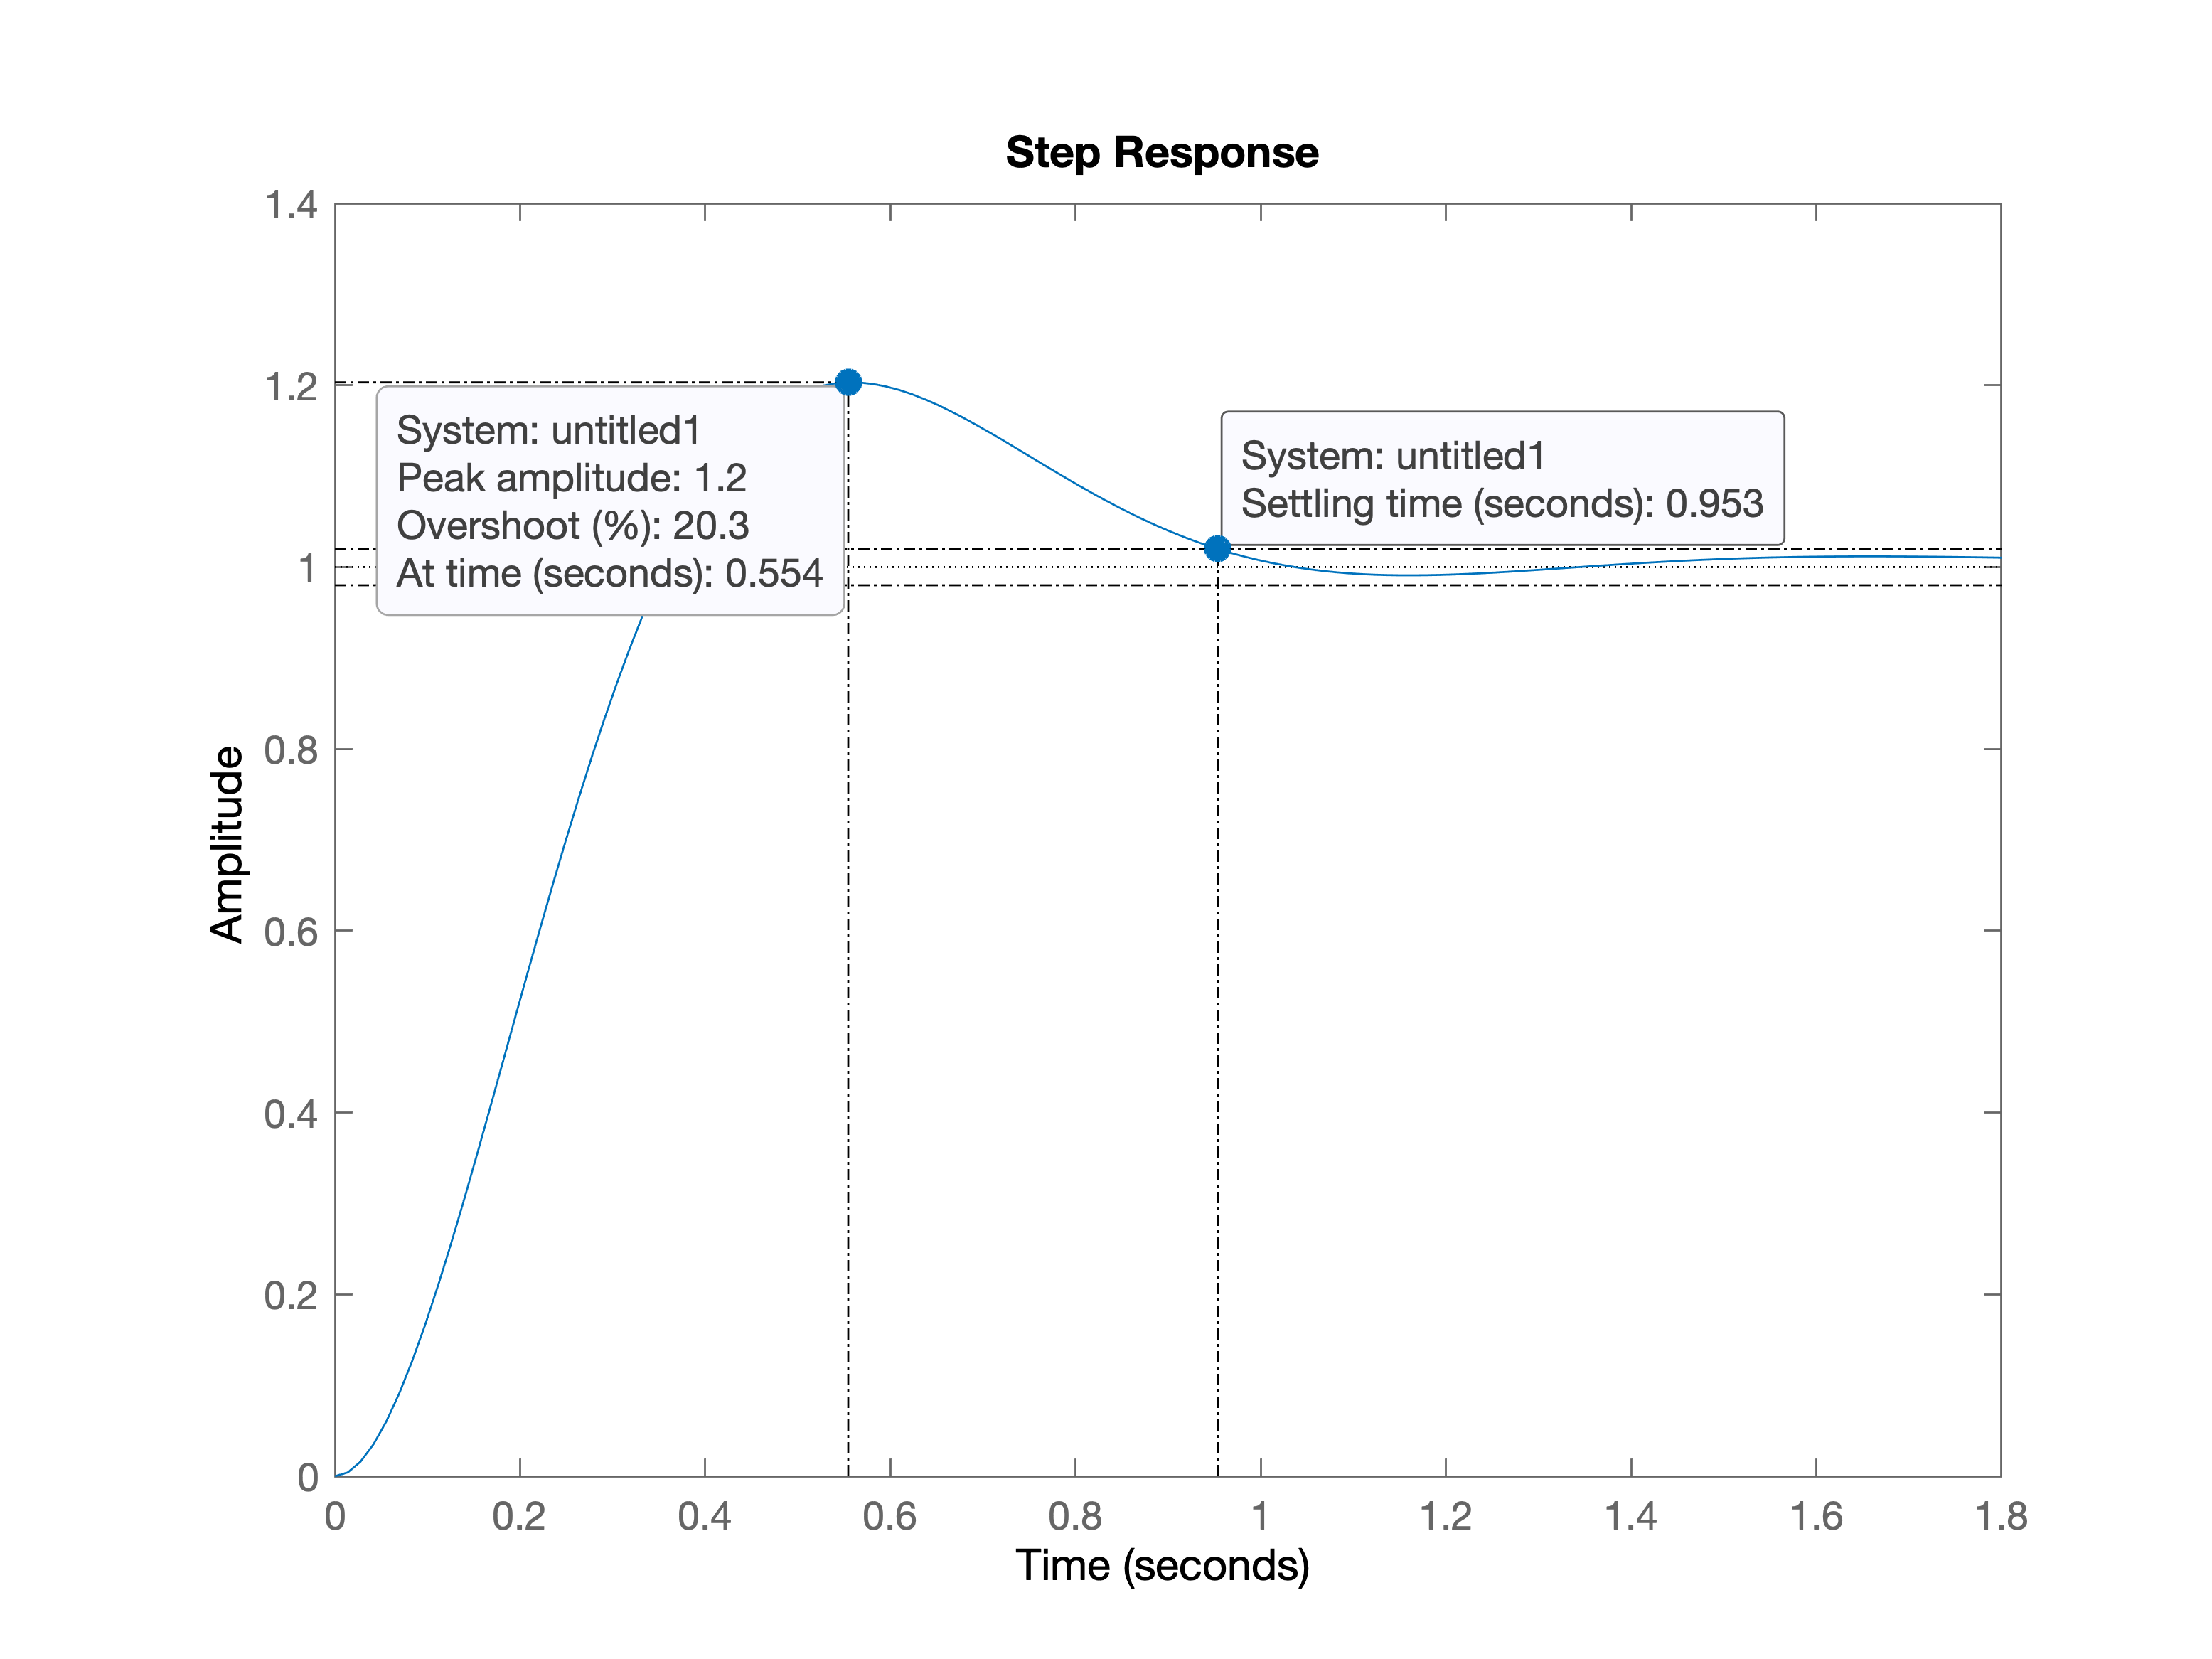 Step Response
1.4
1.2
1
0.8
0.6
0.4
0.2
0
Amplitude
System: untitled1
Peak amplitude: 1.2
Overshoot (%): 20.3
At time (seconds): 0.554
System: untitled1
Settling time (seconds): 0.953
0 0.2 0.4 0.6 0.8 1 1.2 1.4 1.6 1.8
Time (seconds)